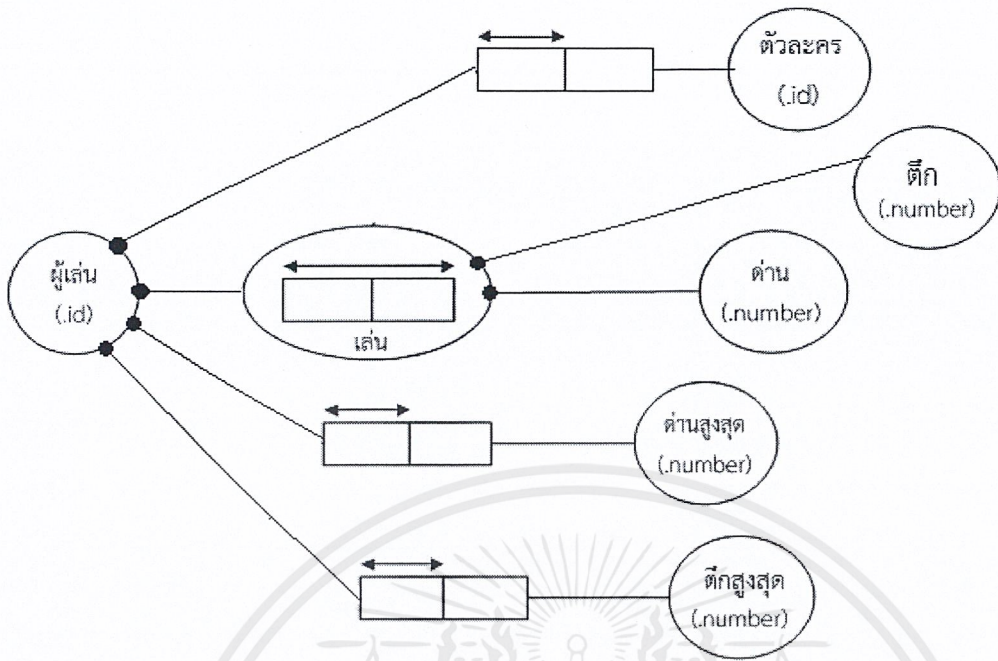 ตัวละคร
(.id)
ตึก
(.number)
ผู้เล่น
(.id)
เล่น
ด่าน
(.number)
ด่านสูงสุด
(.number)
ตึกสูงสุด
(.number)